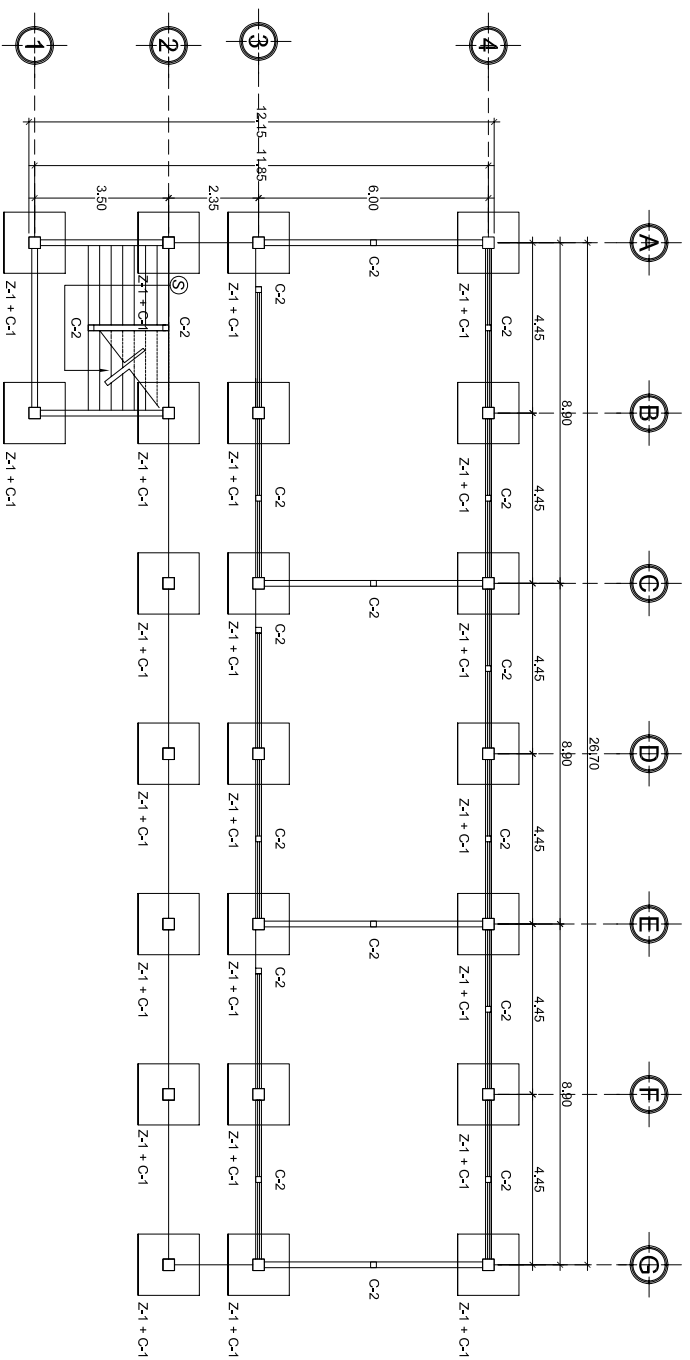 1
2
3
4
12.15
11.85
3.50
2.35
6.00
A
C-2
Z-1 + C-1
Z-1 + C-1
Z-1 + C-1
Z-1 + C-1
S
C-2
C-2
C-2
C-2
4.45
8.90
B
Z-1 + C-1
Z-1 + C-1
Z-1 + C-1
Z-1 + C-1
C-2
C-2
4.45
C
C-2
Z-1 + C-1
Z-1 + C-1
Z-1 + C-1
C-2
C-2
4.45
8.90
26.70
D
Z-1 + C-1
Z-1 + C-1
Z-1 + C-1
C-2
C-2
4.45
E
C-2
Z-1 + C-1
Z-1 + C-1
Z-1 + C-1
C-2
C-2
4.45
8.90
F
Z-1 + C-1
Z-1 + C-1
Z-1 + C-1
C-2
C-2
4.45
G
C-2
Z-1 + C-1
Z-1 + C-1
Z-1 + C-1